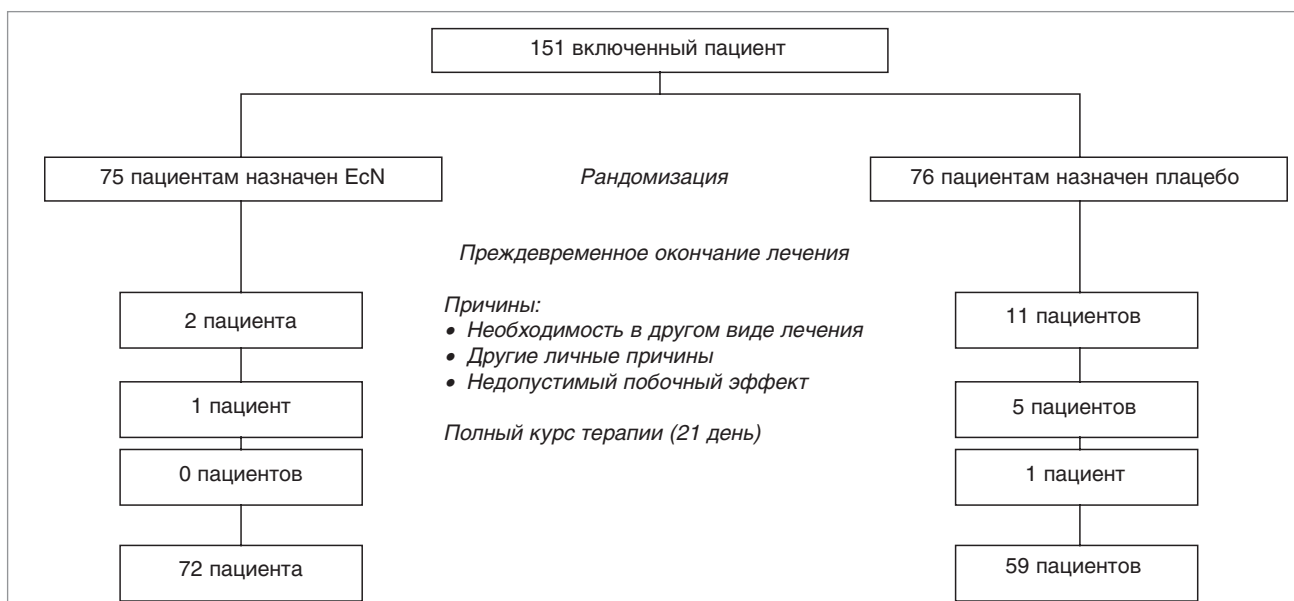 151 включенный пациент
75 пациентам назначен EcN
Рандомизация
76 пациентам назначен плацебо
Преждевременное окончание лечения
2 пациента
Причины:
• Необходимость в другом виде лечения
• Другие личные причины
• Недопустимый побочный эффект
11 пациентов
1 пациент
5 пациентов
Полный курс терапии (21 день)
0 пациентов
1 пациент
72 пациента
59 пациентов